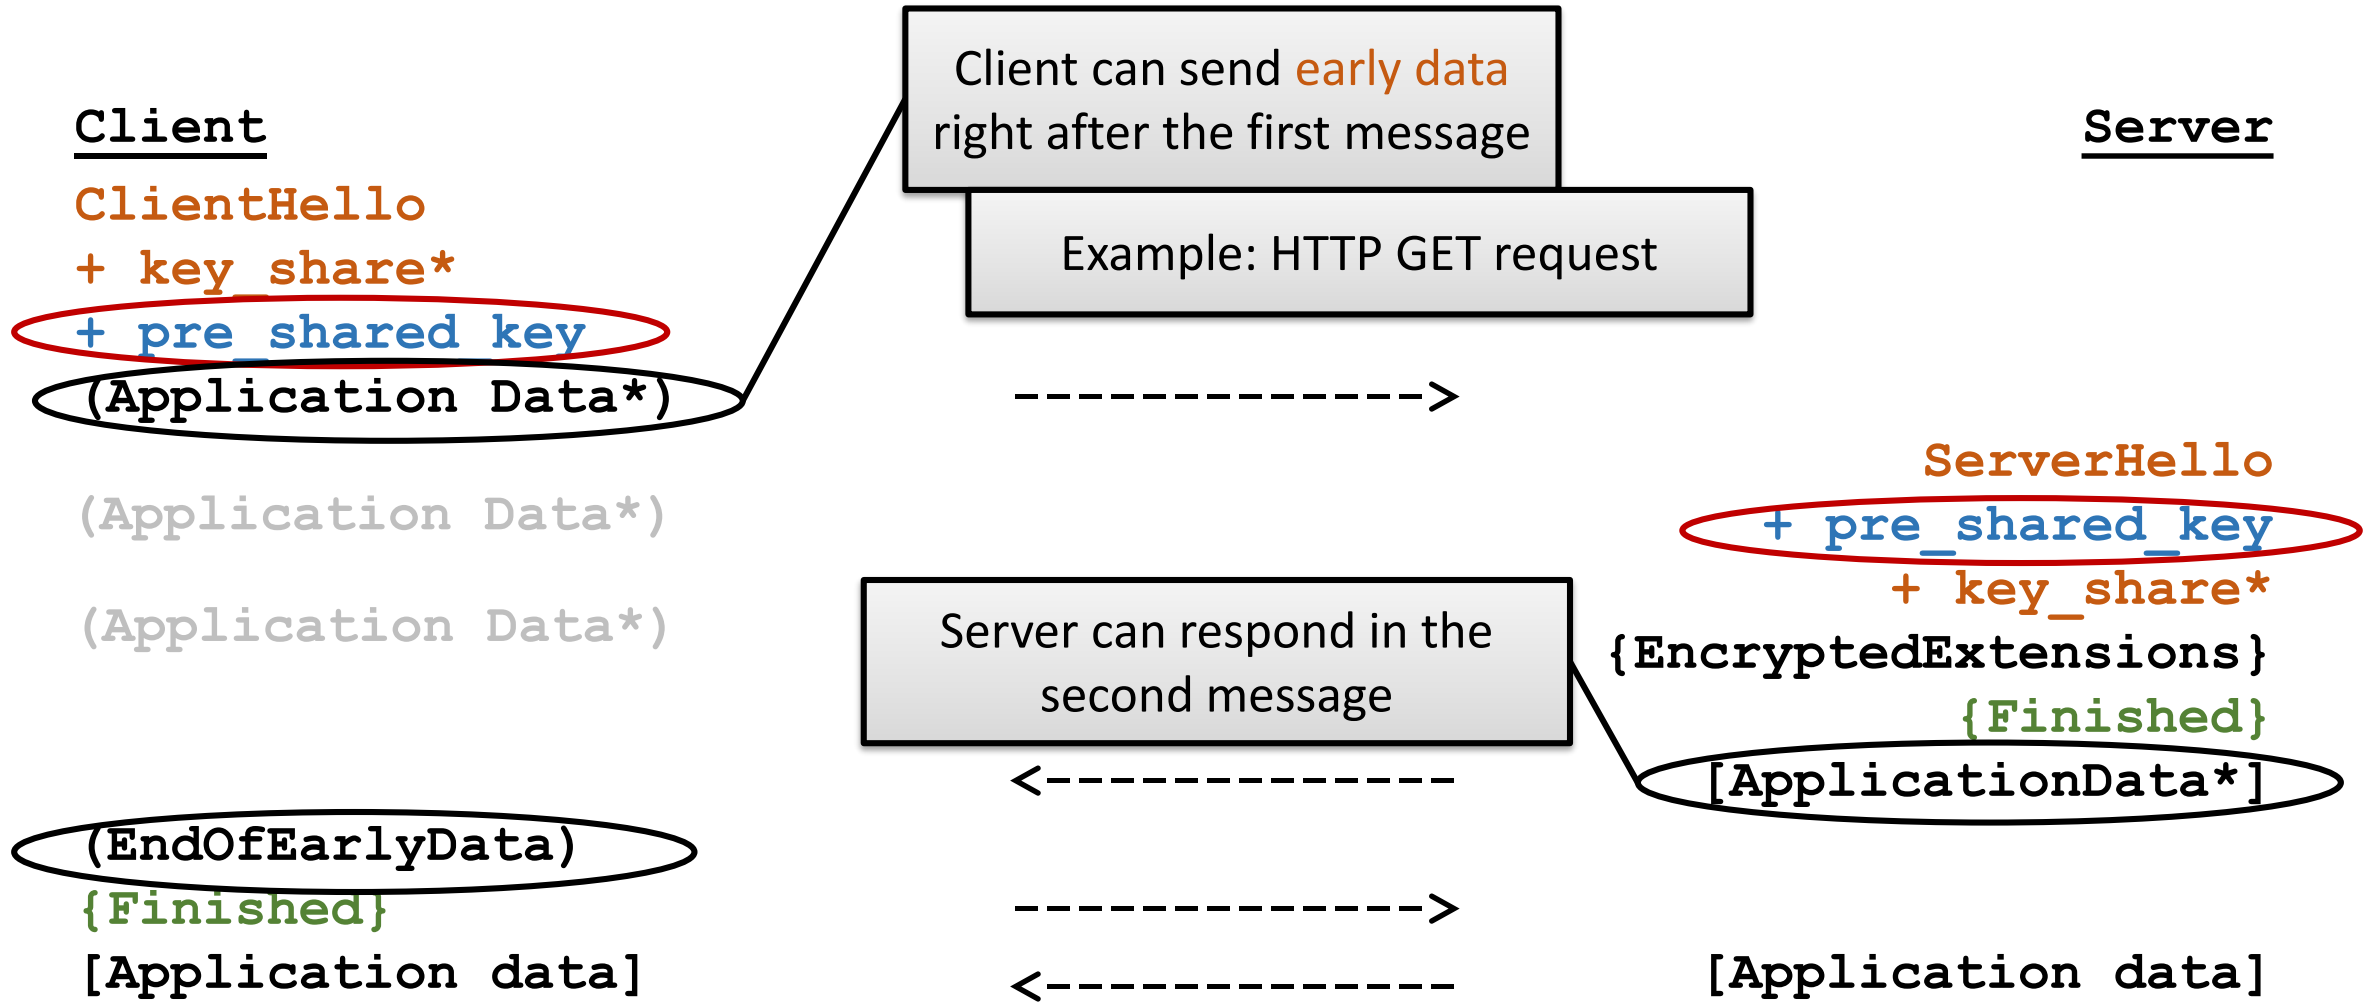 Client can send early data
right after the first message
Example: HTTP GET request
Client
Server
ClientHello
+ key_share*
+ pre_shared_key
(Application Data*)
ServerHello
(Application Data*)
+ pre_shared_key
+ key_share*
(Application Data*)
Server can respond in the
second message
{EncryptedExtensions}
{Finished}
[ApplicationData*]
(EndOfEarlyData)
{Finished}
[Application data]
[Application data]